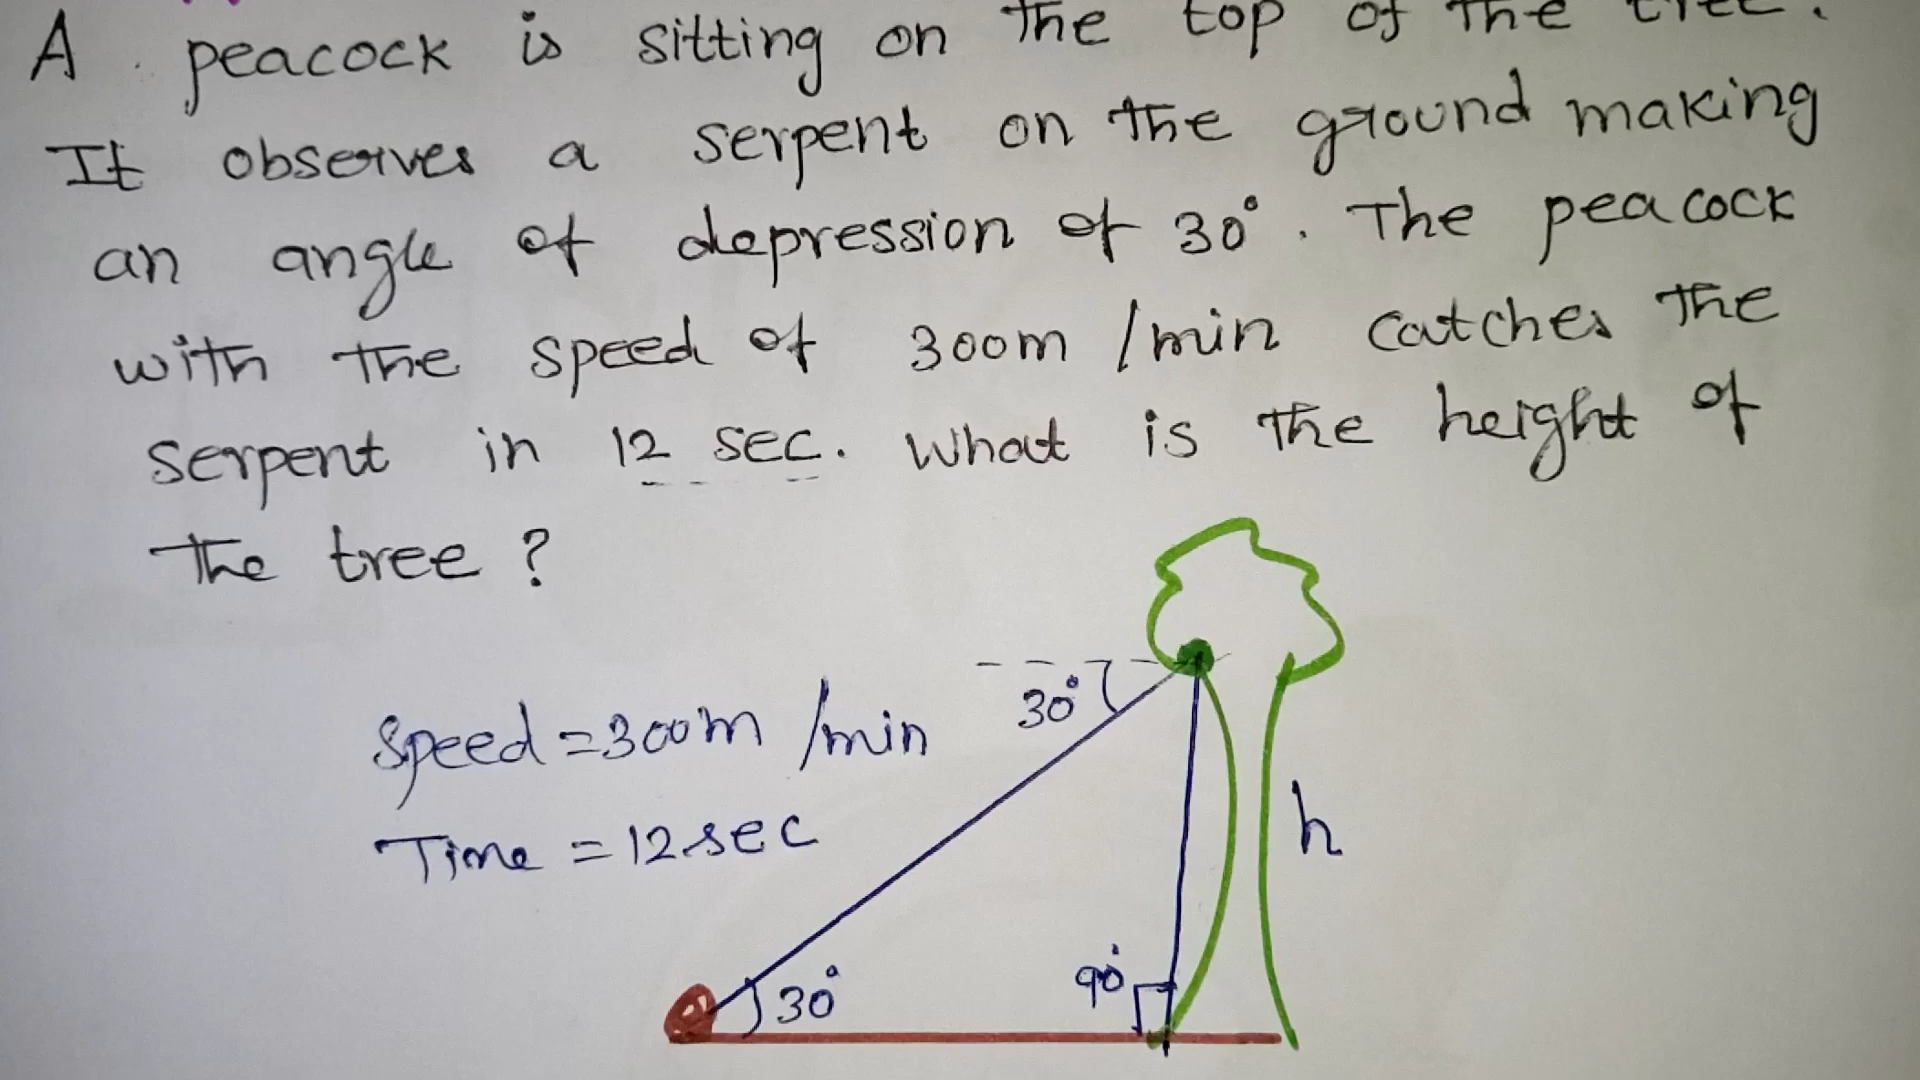 A peacock is sitting on the top of the tree.
It observes a serpent on the ground making
an angle of depression of 30°. The peacock
with the speed of 300m /min catches the
serpent in 12 sec. What is the height of
the tree ?
30°
Speed = 300m /min
h
Time = 12 sec
90°
30°